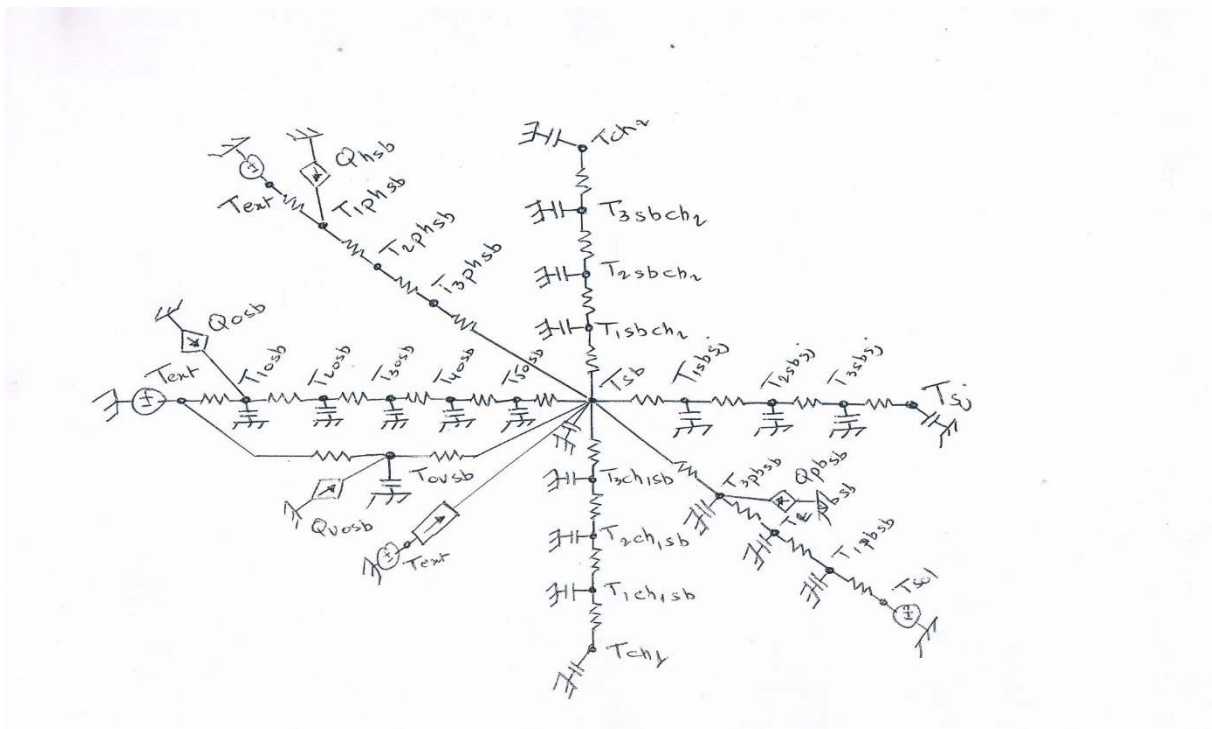 Tch2
Qhsb
Text
T1phsb
T3sbch2
T2phsb
T2sbch2
T3phsb
T1sbch2
Qosb
Text
T1osb
T2osb
T3osb
T4osb
T5osb
Tsb
T1sbsj
T2sbsj
T3sbsj
Tsj
Tovsb
Qvosb
Text
T3ch1sb
T3pbsb
Qpbsb
T2ch1sb
T1pbsb
T1ch1sb
Tsol
Tch1